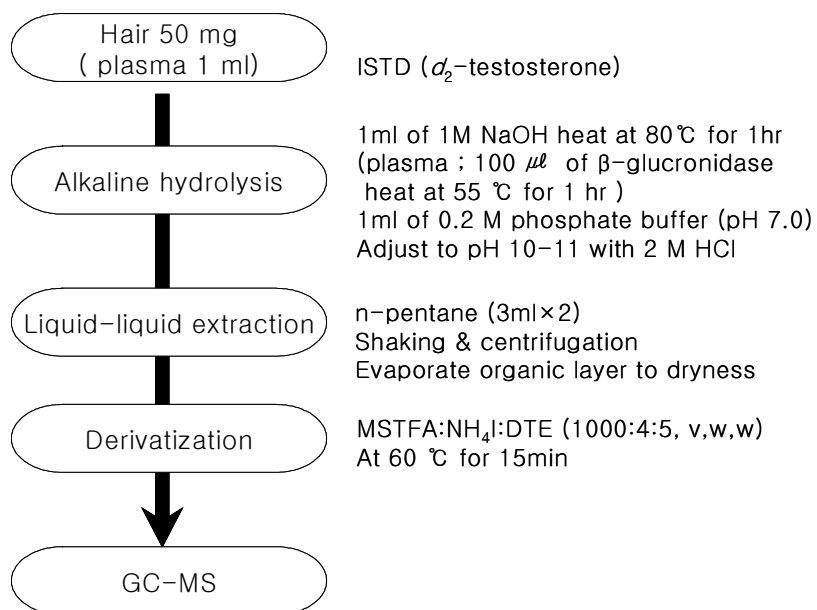 Hair 50 mg
( plasma 1 ml)
ISTD (d₂-testosterone)
1ml of 1M NaOH heat at 80℃ for 1hr
(plasma ; 100 ㎕ of β-glucronidase
heat at 55 ℃ for 1 hr )
1ml of 0.2 M phosphate buffer (pH 7.0)
Adjust to pH 10-11 with 2 M HCl
Alkaline hydrolysis
Liquid-liquid extraction
n-pentane (3ml×2)
Shaking & centrifugation
Evaporate organic layer to dryness
Derivatization
MSTFA:NH₄I:DTE (1000:4:5, v,w,w)
At 60 ℃ for 15min
GC-MS